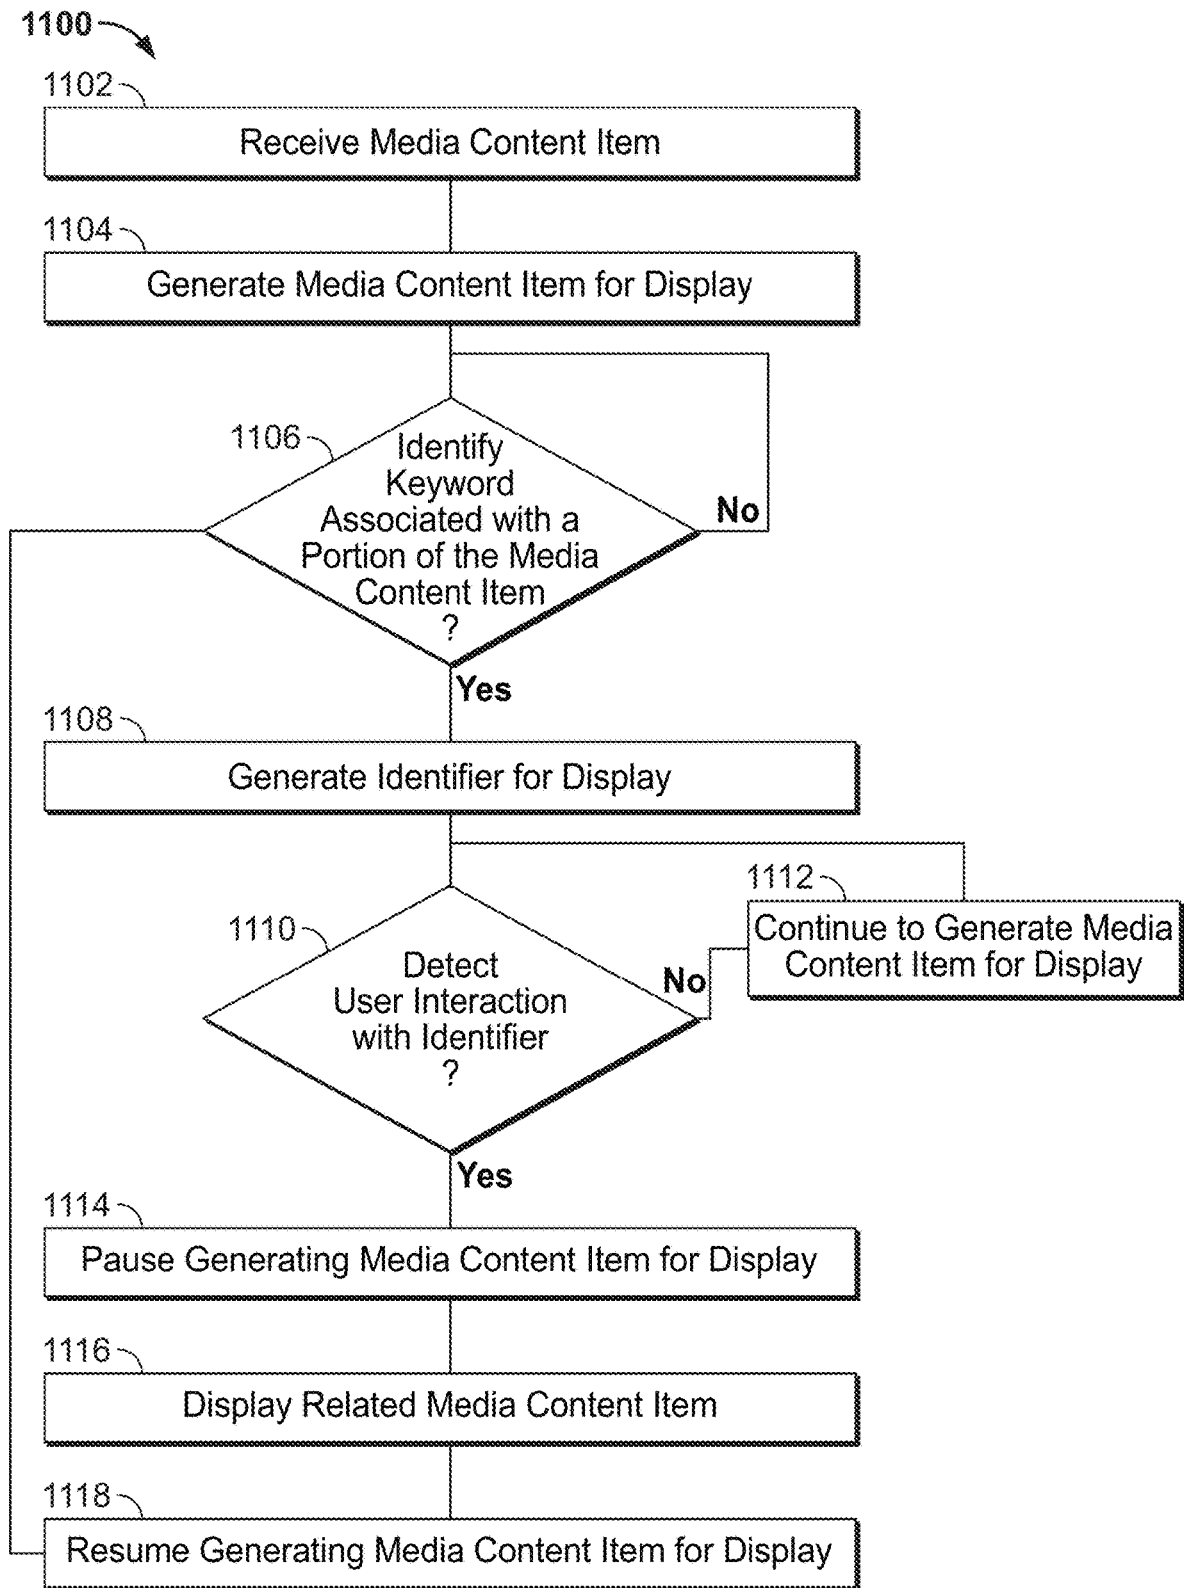 1100
1102
Receive Media Content Item
1104
Generate Media Content Item for Display
1106
Identify
Keyword
Associated with a
Portion of the Media
Content Item
?
No
Yes
1108
Generate Identifier for Display
1110
Detect
User Interaction
with Identifier
?
No
1112
Continue to Generate Media
Content Item for Display
Yes
1114
Pause Generating Media Content Item for Display
1116
Display Related Media Content Item
1118
Resume Generating Media Content Item for Display